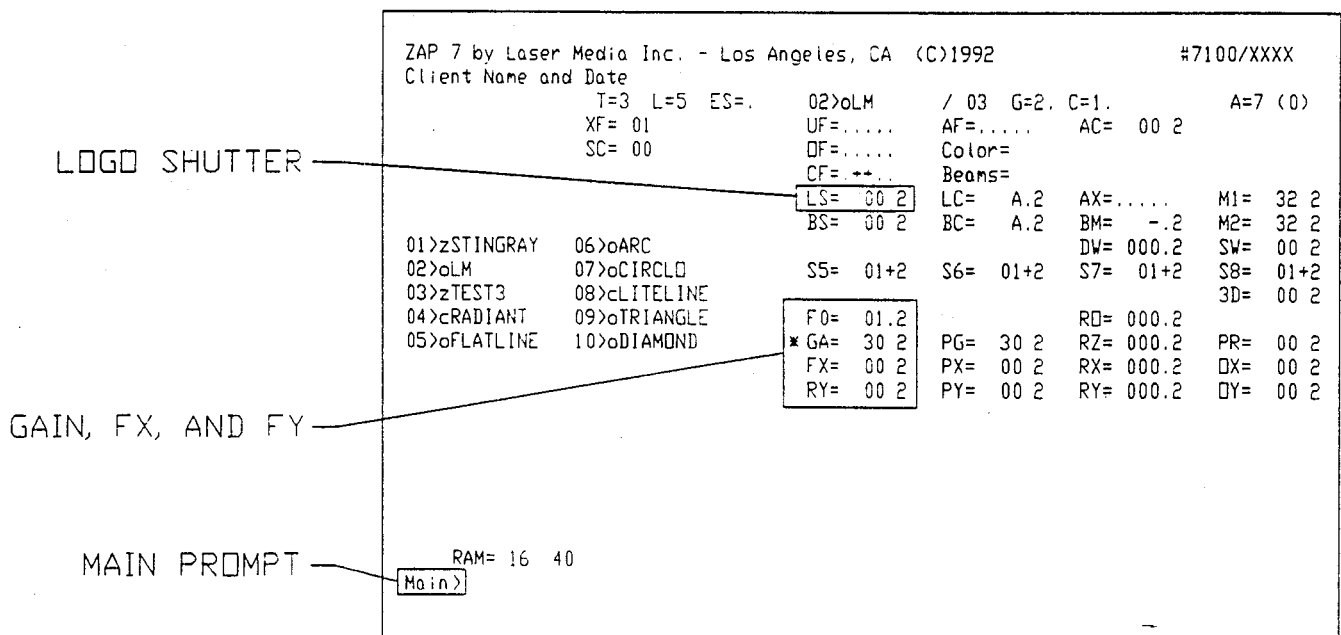 ZAP 7 by Laser Media Inc. - Los Angeles, CA (C)1992 #7100/XXXX
Client Name and Date
T=3 L=5 ES=. 02>oLM / 03 G=2. C=1. A=7 (0)
XF= 01 UF=..... AF=..... AC= 00 2
SC= 00 OF=..... Color=
LOGO SHUTTER
CF=.++.. Beams=
LS= 00 2 LC= A.2 AX=..... M1= 32 2
BS= 00 2 BC= A.2 BM= -.2 M2= 32 2
01>zSTINGRAY 06>oARC DW= 000.2 SW= 00 2
02>oLM 07>oCIRCLO S5= 01+2 S6= 01+2 S7= 01+2 S8= 01+2
03>zTEST3 08>cLITELINE 3D= 00 2
04>cRADIANT 09>oTRIANGLE FO= 01.2 RO= 000.2
05>oFLATLINE 10>oDIAMOND * GA= 30 2 PG= 30 2 RZ= 000.2 PR= 00 2
FX= 00 2 PX= 00 2 RX= 000.2 OX= 00 2
RY= 00 2 PY= 00 2 RY= 000.2 OY= 00 2
GAIN, FX, AND FY
RAM= 16 40
MAIN PROMPT
Main>